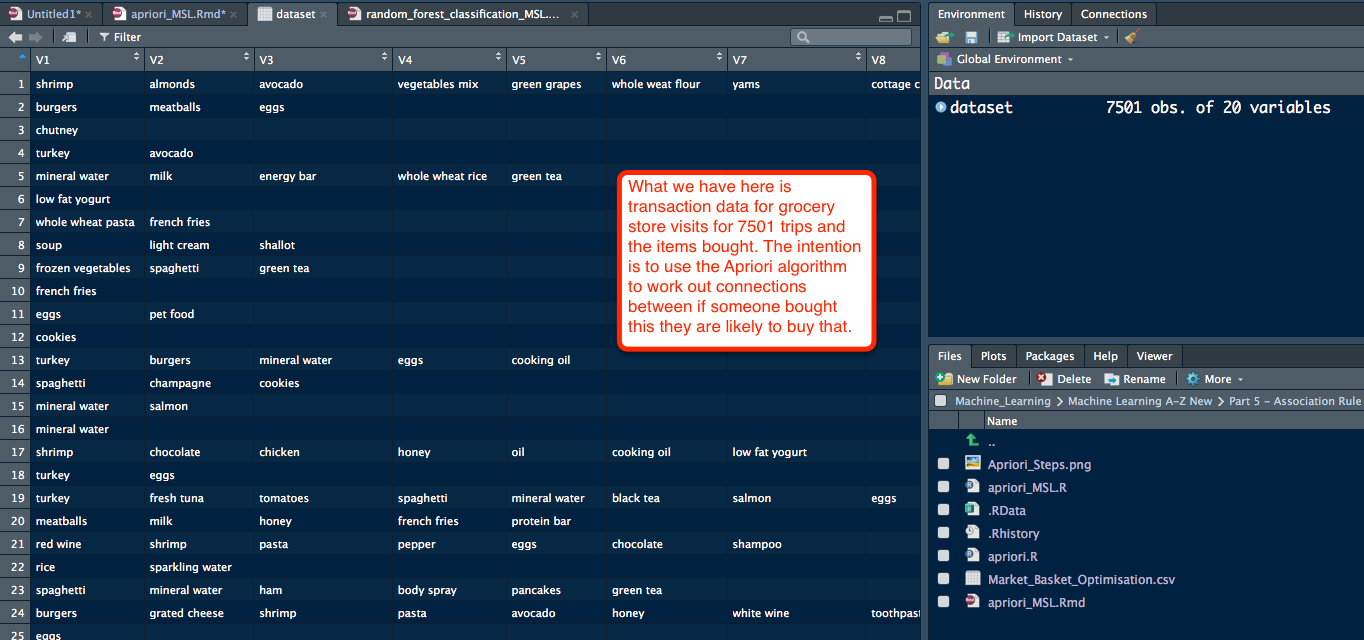 Untitled1* apriori_MSL.Rmd* dataset random_forest_classification_MSL....
Filter
V1 V2 V3 V4 V5 V6 V7 V8
1 shrimp almonds avocado vegetables mix green grapes whole weat flour yams cottage c
2 burgers meatballs eggs
3 chutney
4 turkey avocado
5 mineral water milk energy bar whole wheat rice green tea
6 low fat yogurt
7 whole wheat pasta french fries
8 soup light cream shallot
9 frozen vegetables spaghetti green tea
10 french fries
11 eggs pet food
12 cookies
13 turkey burgers mineral water eggs cooking oil
14 spaghetti champagne cookies
15 mineral water salmon
16 mineral water
17 shrimp chocolate chicken honey oil cooking oil low fat yogurt
18 turkey eggs
19 turkey fresh tuna tomatoes spaghetti mineral water black tea salmon eggs
20 meatballs milk honey french fries protein bar
21 red wine shrimp pasta pepper eggs chocolate shampoo
22 rice sparkling water
23 spaghetti mineral water ham body spray pancakes green tea
24 burgers grated cheese shrimp pasta avocado honey white wine toothpast
25 eggs
What we have here is
transaction data for grocery
store visits for 7501 trips and
the items bought. The intention
is to use the Apriori algorithm
to work out connections
between if someone bought
this they are likely to buy that.
Environment History Connections
Import Dataset
Global Environment
Data
dataset 7501 obs. of 20 variables
Files Plots Packages Help Viewer
New Folder Delete Rename More
Machine_Learning > Machine Learning A-Z New > Part 5 - Association Rule
Name
..
Apriori_Steps.png
apriori_MSL.R
.RData
.Rhistory
apriori.R
Market_Basket_Optimisation.csv
apriori_MSL.Rmd